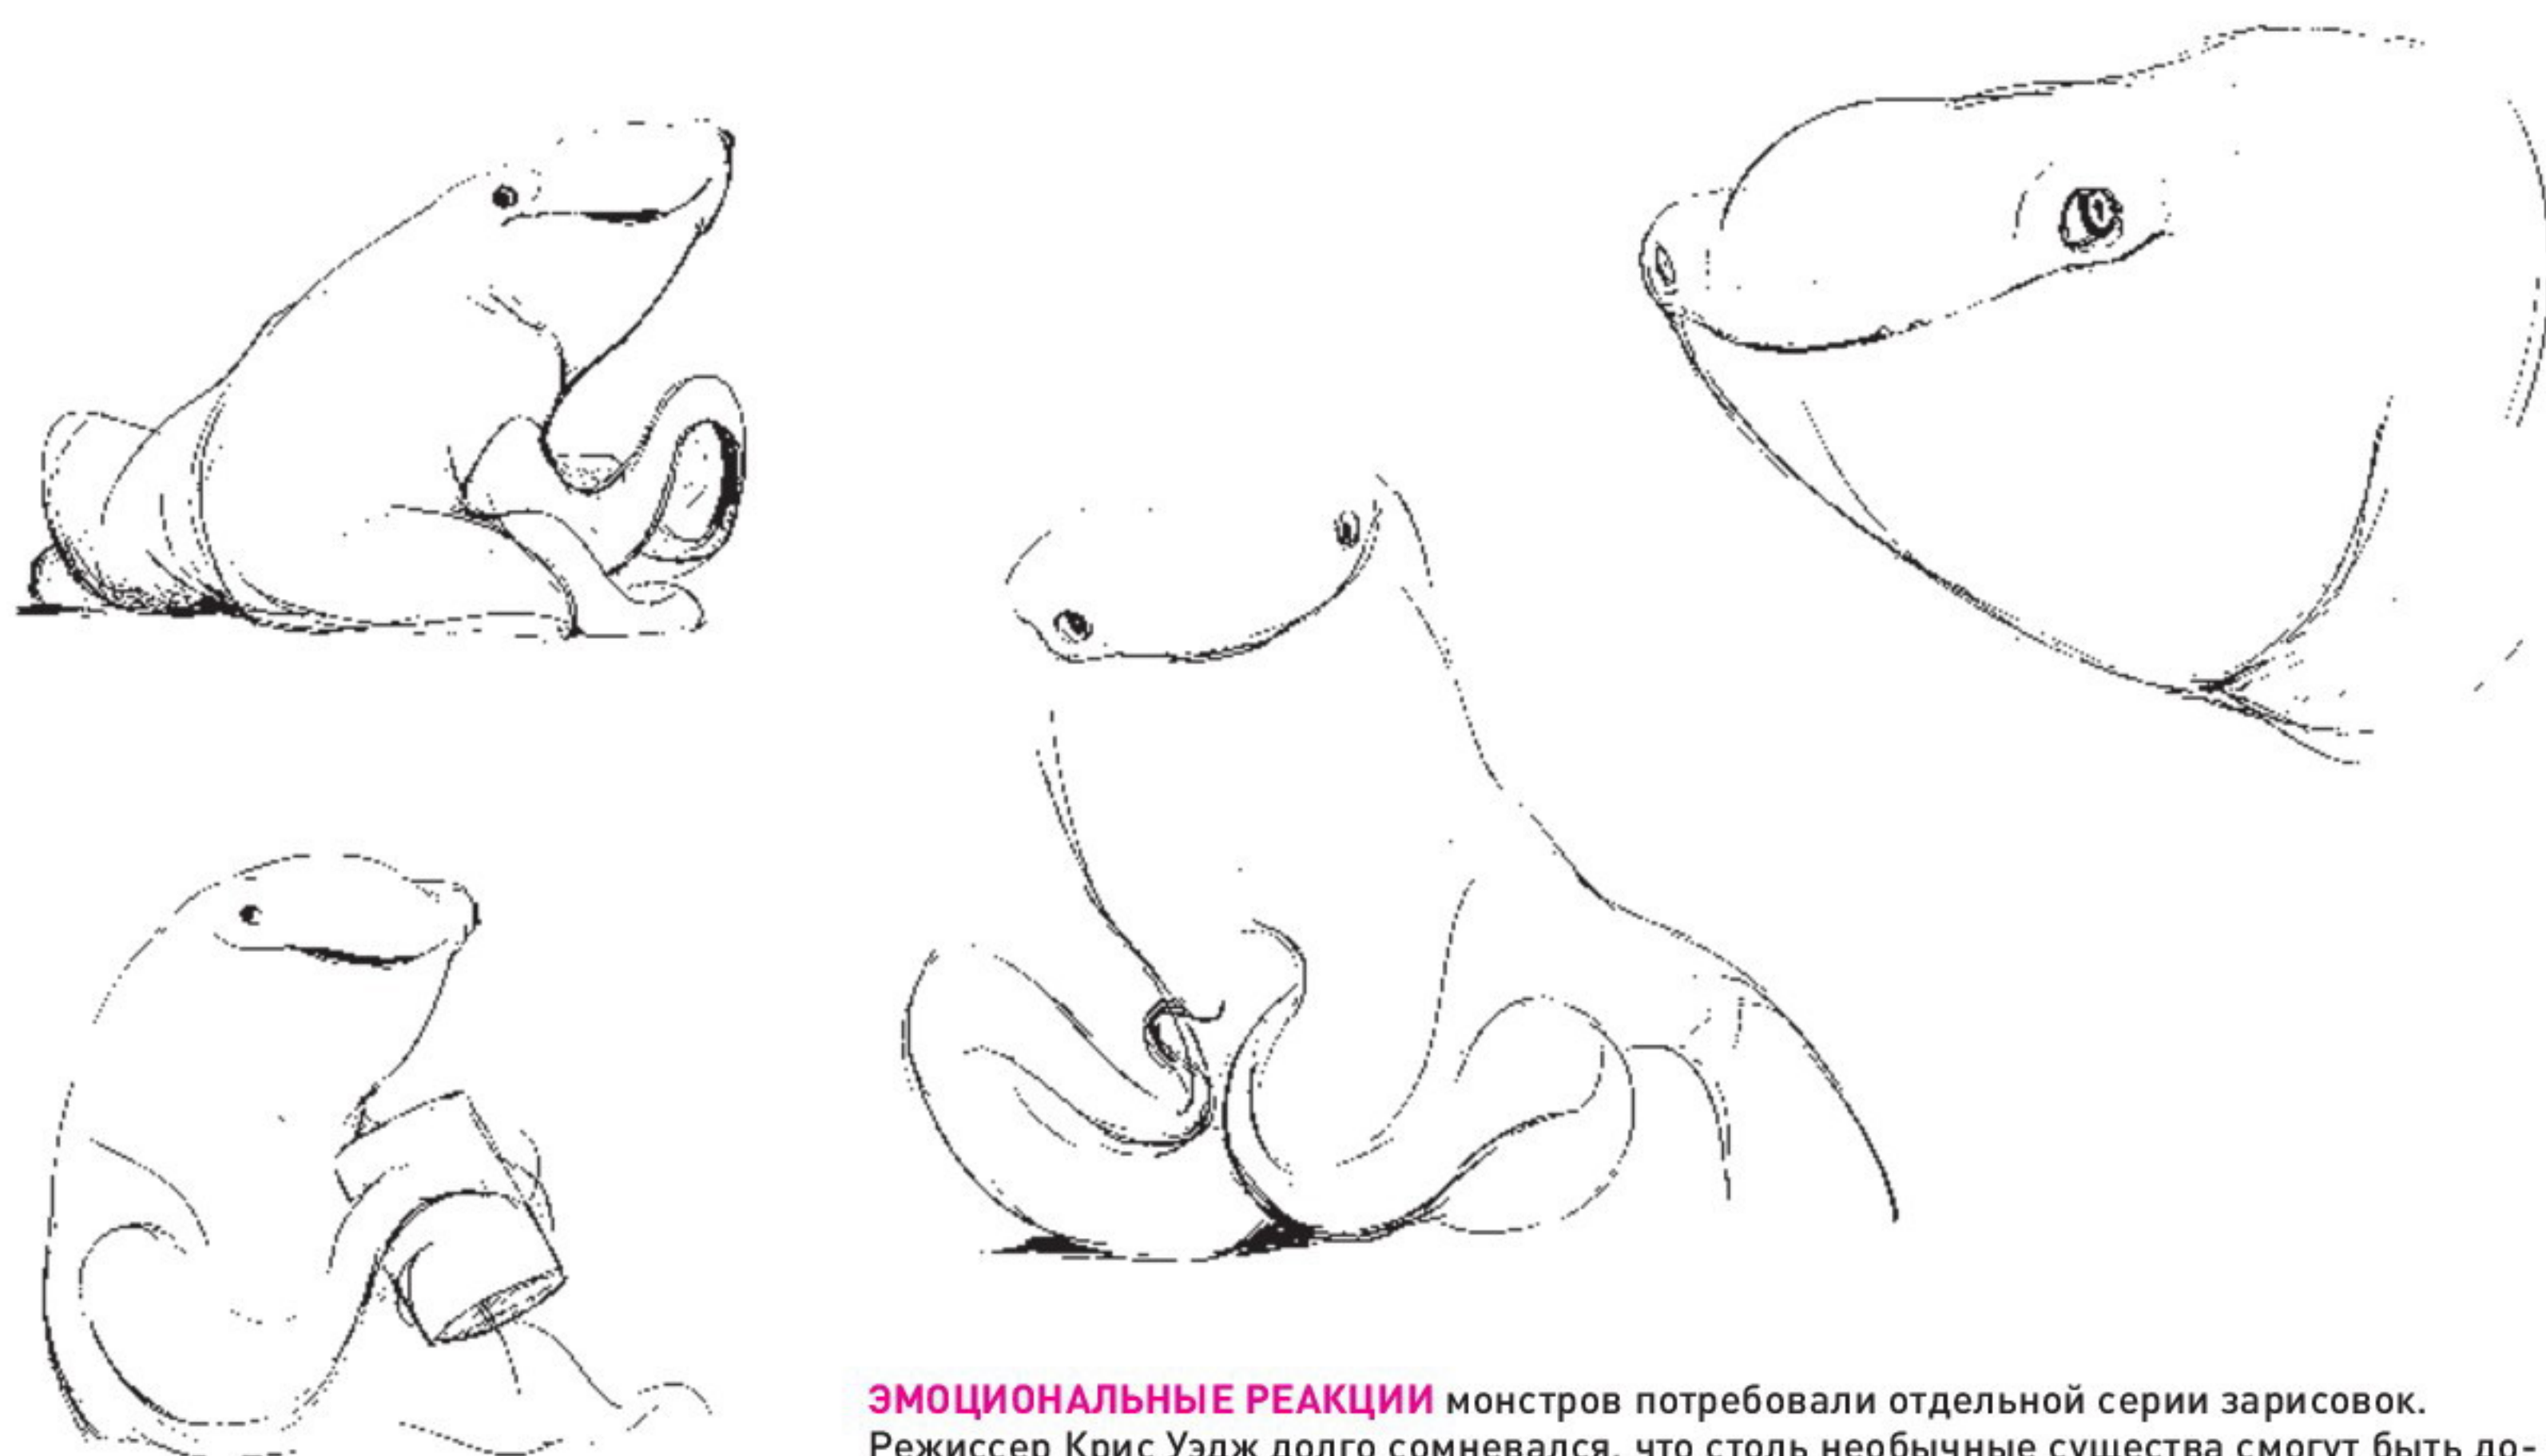 ЭМОЦИОНАЛЬНЫЕ РЕАКЦИИ монстров потребовали отдельной серии зарисовок.
Режиссер Крис Уэдж долго сомневался, что столь необычные существа смогут быть до-